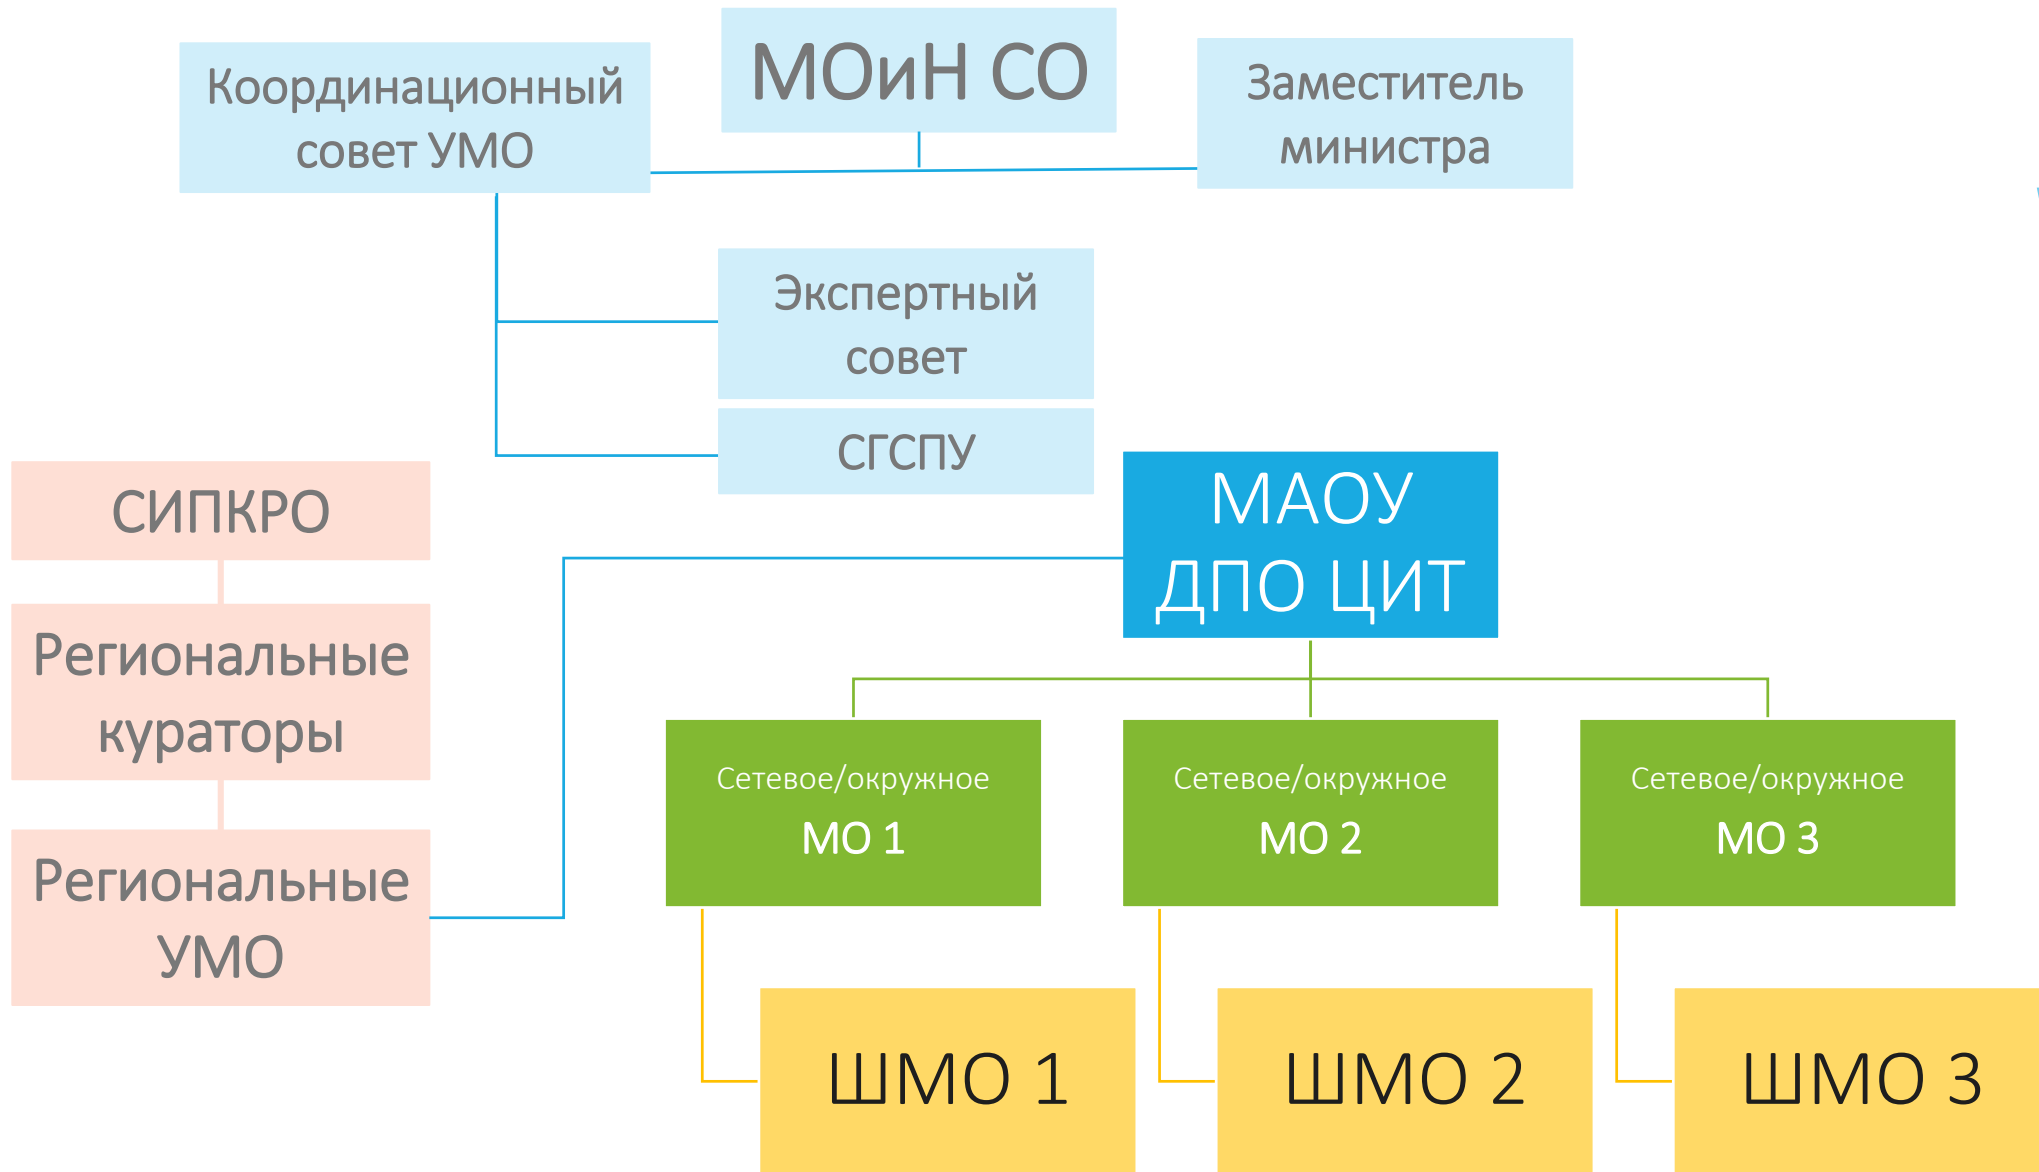 МОиН СО
Координационный
совет УМО
Заместитель
министра
Экспертный
совет
СГСПУ
СИПКРО
Региональные
кураторы
Региональные
УМО
МАОУ
ДПО ЦИТ
Сетевое/окружное
МО 1
Сетевое/окружное
МО 2
Сетевое/окружное
МО 3
ШМО 1
ШМО 2
ШМО 3